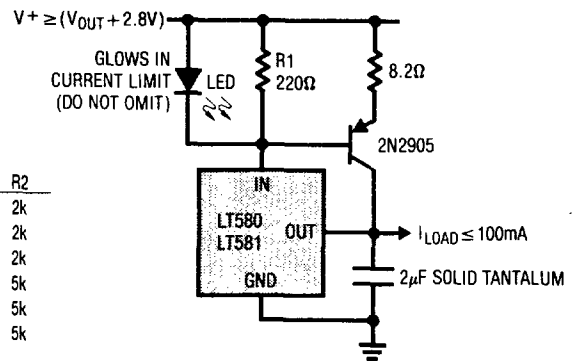 V+ ≥ (VOUT + 2.8V)
GLOWS IN
CURRENT LIMIT
(DO NOT OMIT)
LED
R1
220Ω
8.2Ω
2N2905
IN
LT580
LT581
OUT
GND
ILOAD ≤ 100mA
2μF SOLID TANTALUM
R2
2k
2k
2k
5k
5k
5k